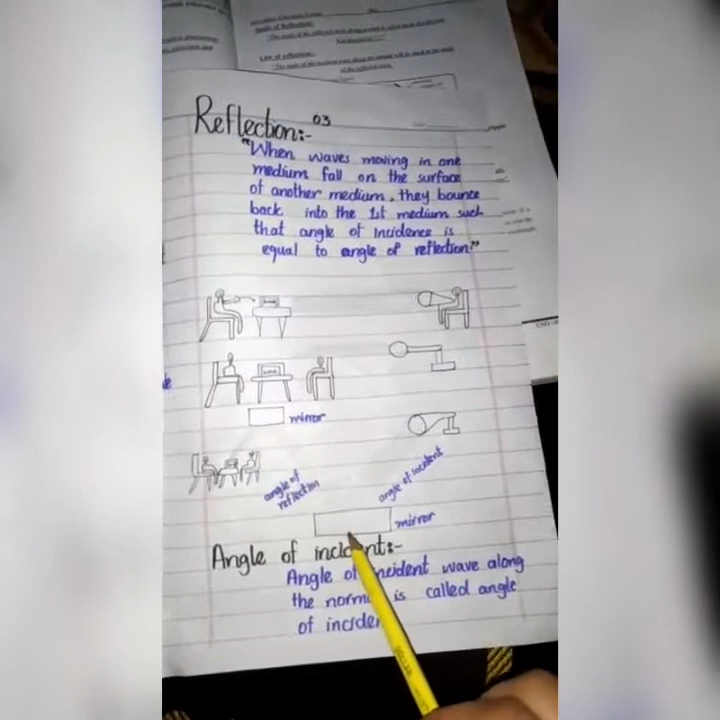 Reflection:-
03
"When waves moving in one
medium fall on the surface
of another medium, they bounce
back into the 1st medium such
that angle of Incidence is
equal to angle of reflection."
mirror
angle of
reflection
angle of incident
mirror
Angle of incident:-
Angle of incident wave along
the is called angle
of